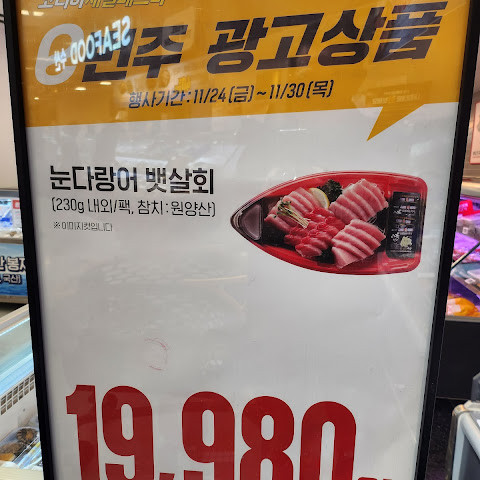 SEAFOOD
번주 광고상품
행사기간 : 11/24 (금) ~ 11/30 (목)
눈다랑어 뱃살회
(230g 내외/팩, 참치 : 원양산)
※ 이미지컷입니다
19,980